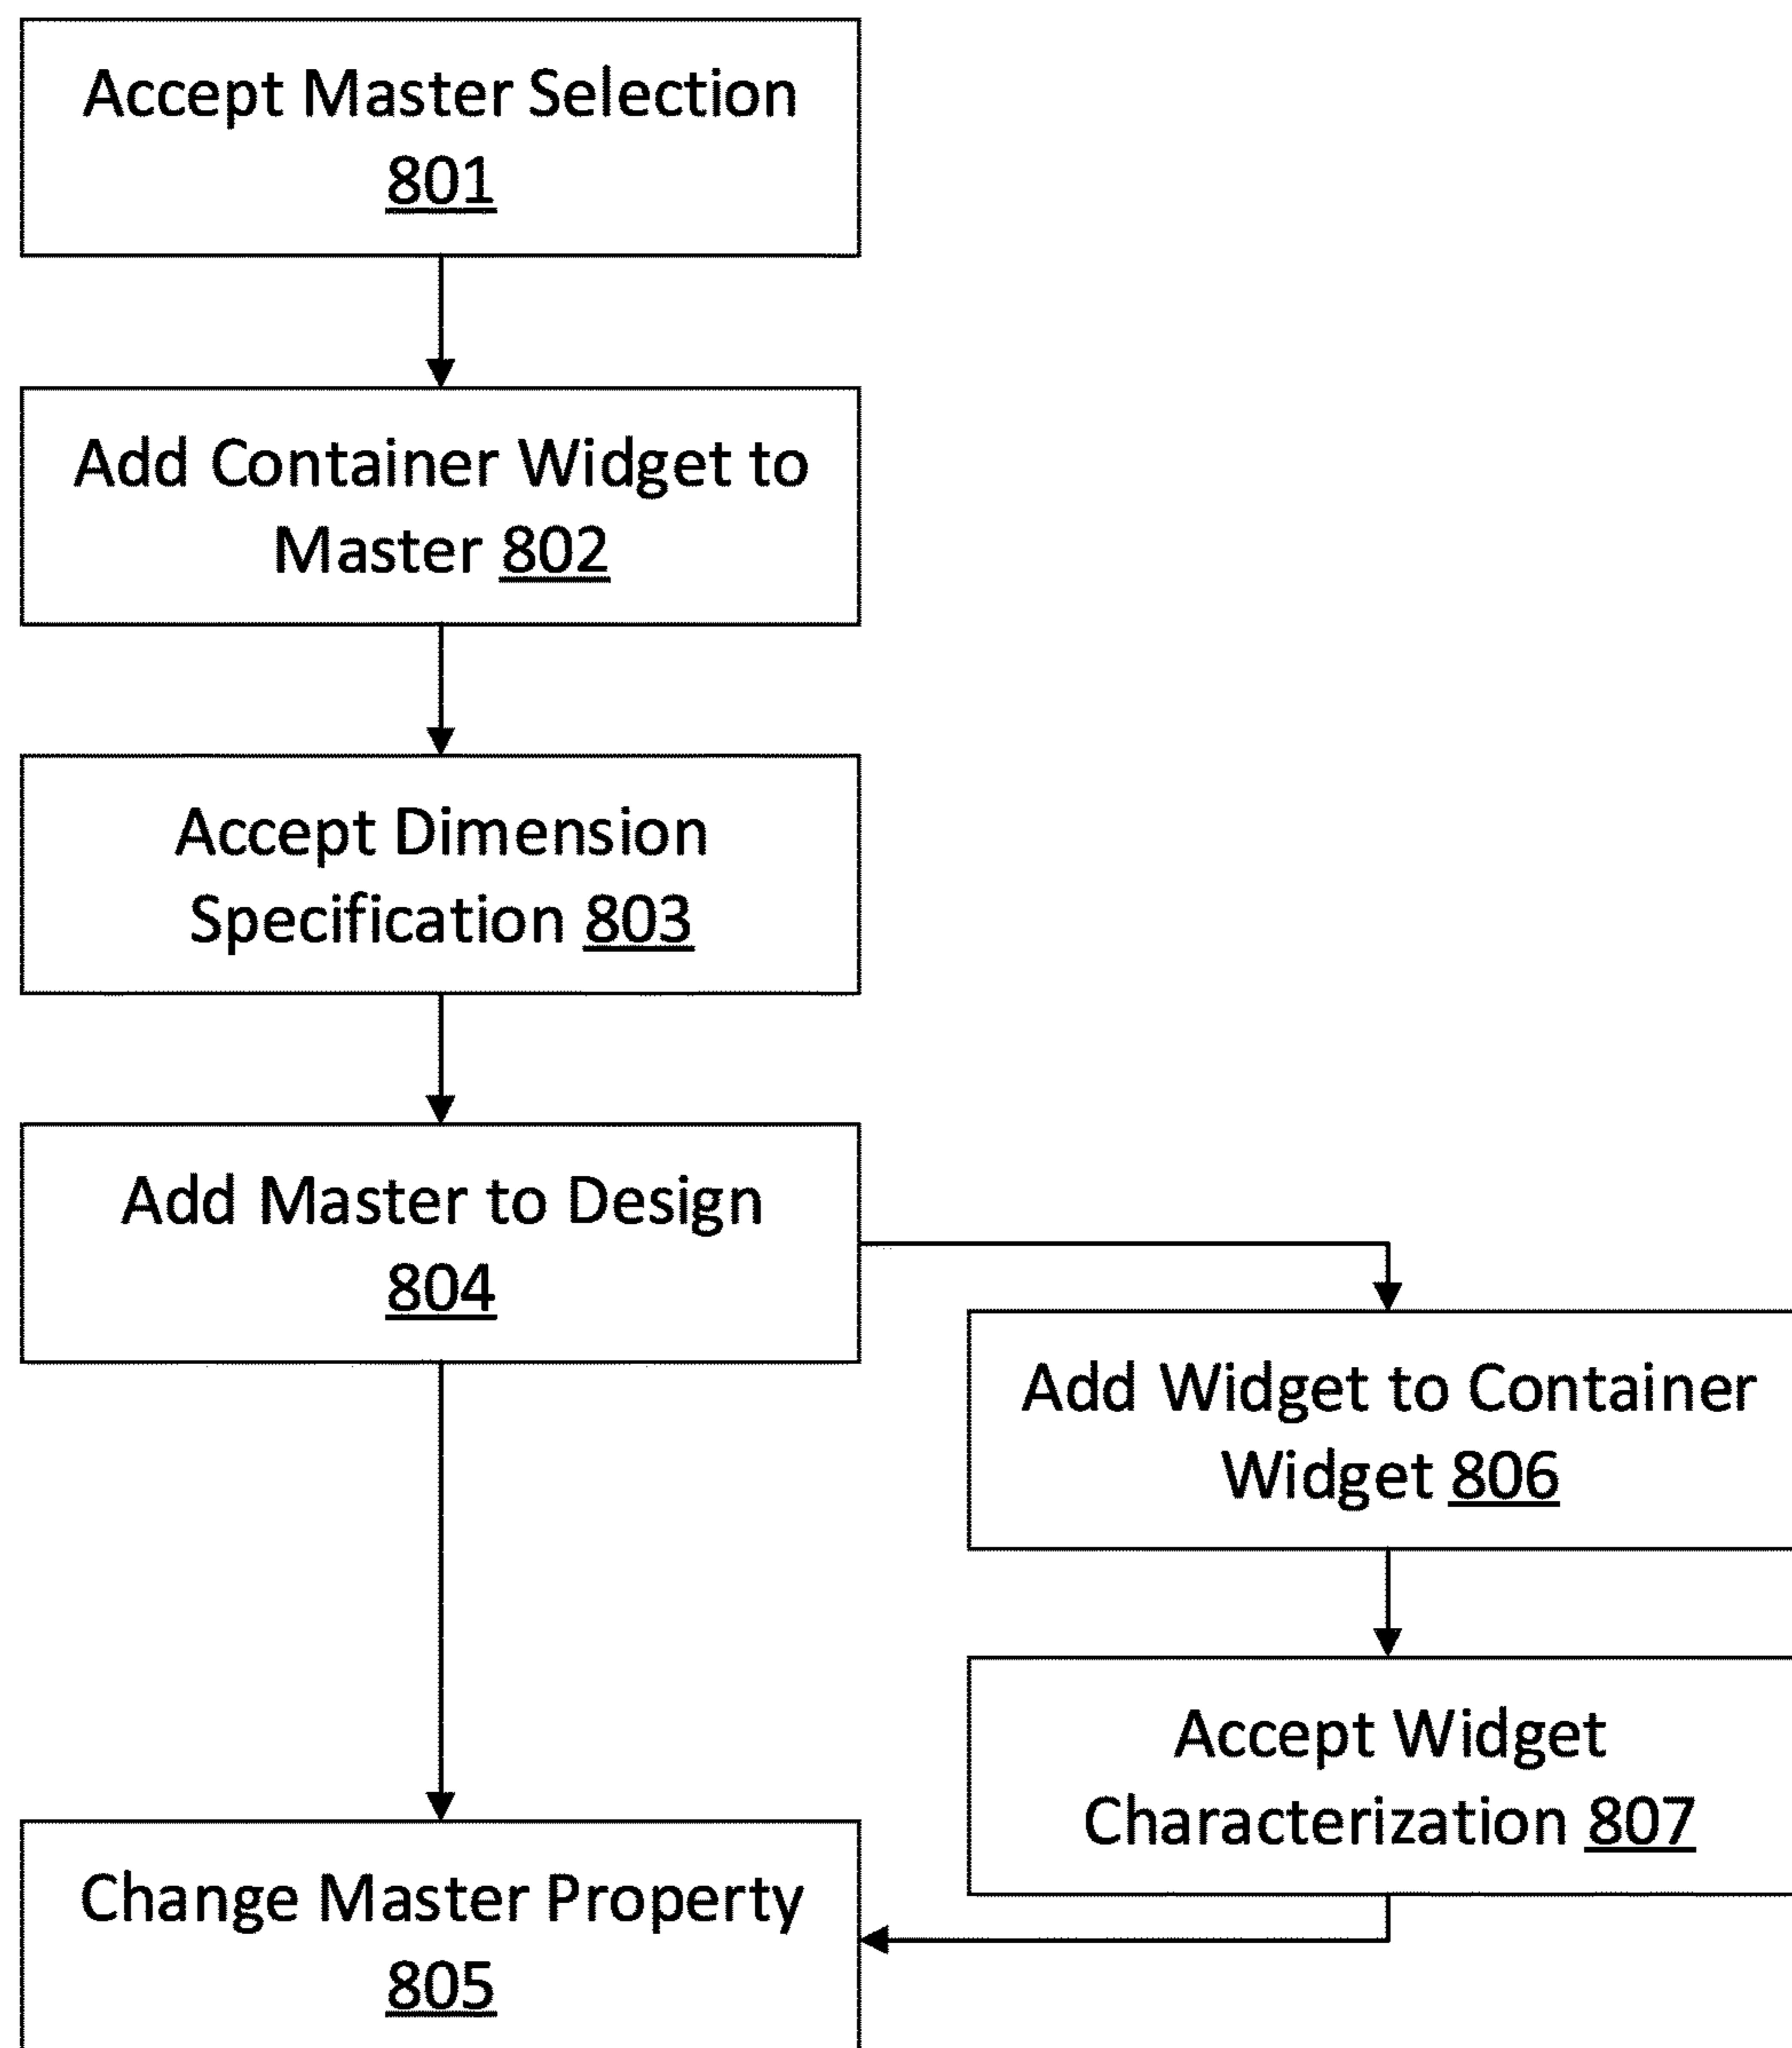 Accept Master Selection
801
Add Container Widget to
Master 802
Accept Dimension
Specification 803
Add Master to Design
804
Add Widget to Container
Widget 806
Accept Widget
Characterization 807
Change Master Property
805